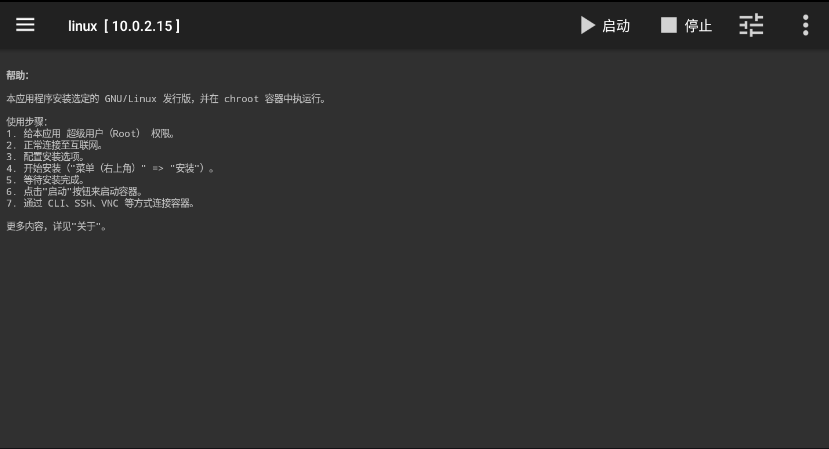 linux [ 10.0.2.15 ]
启动
停止
帮助:
本应用程序安装选定的 GNU/Linux 发行版，并在 chroot 容器中执运行。
使用步骤:
1. 给本应用 超级用户（Root） 权限。
2. 正常连接至互联网。
3. 配置安装选项。
4. 开始安装（"菜单（右上角）" => "安装"）。
5. 等待安装完成。
6. 点击"启动"按钮来启动容器。
7. 通过 CLI、SSH、VNC 等方式连接容器。
更多内容，详见"关于"。